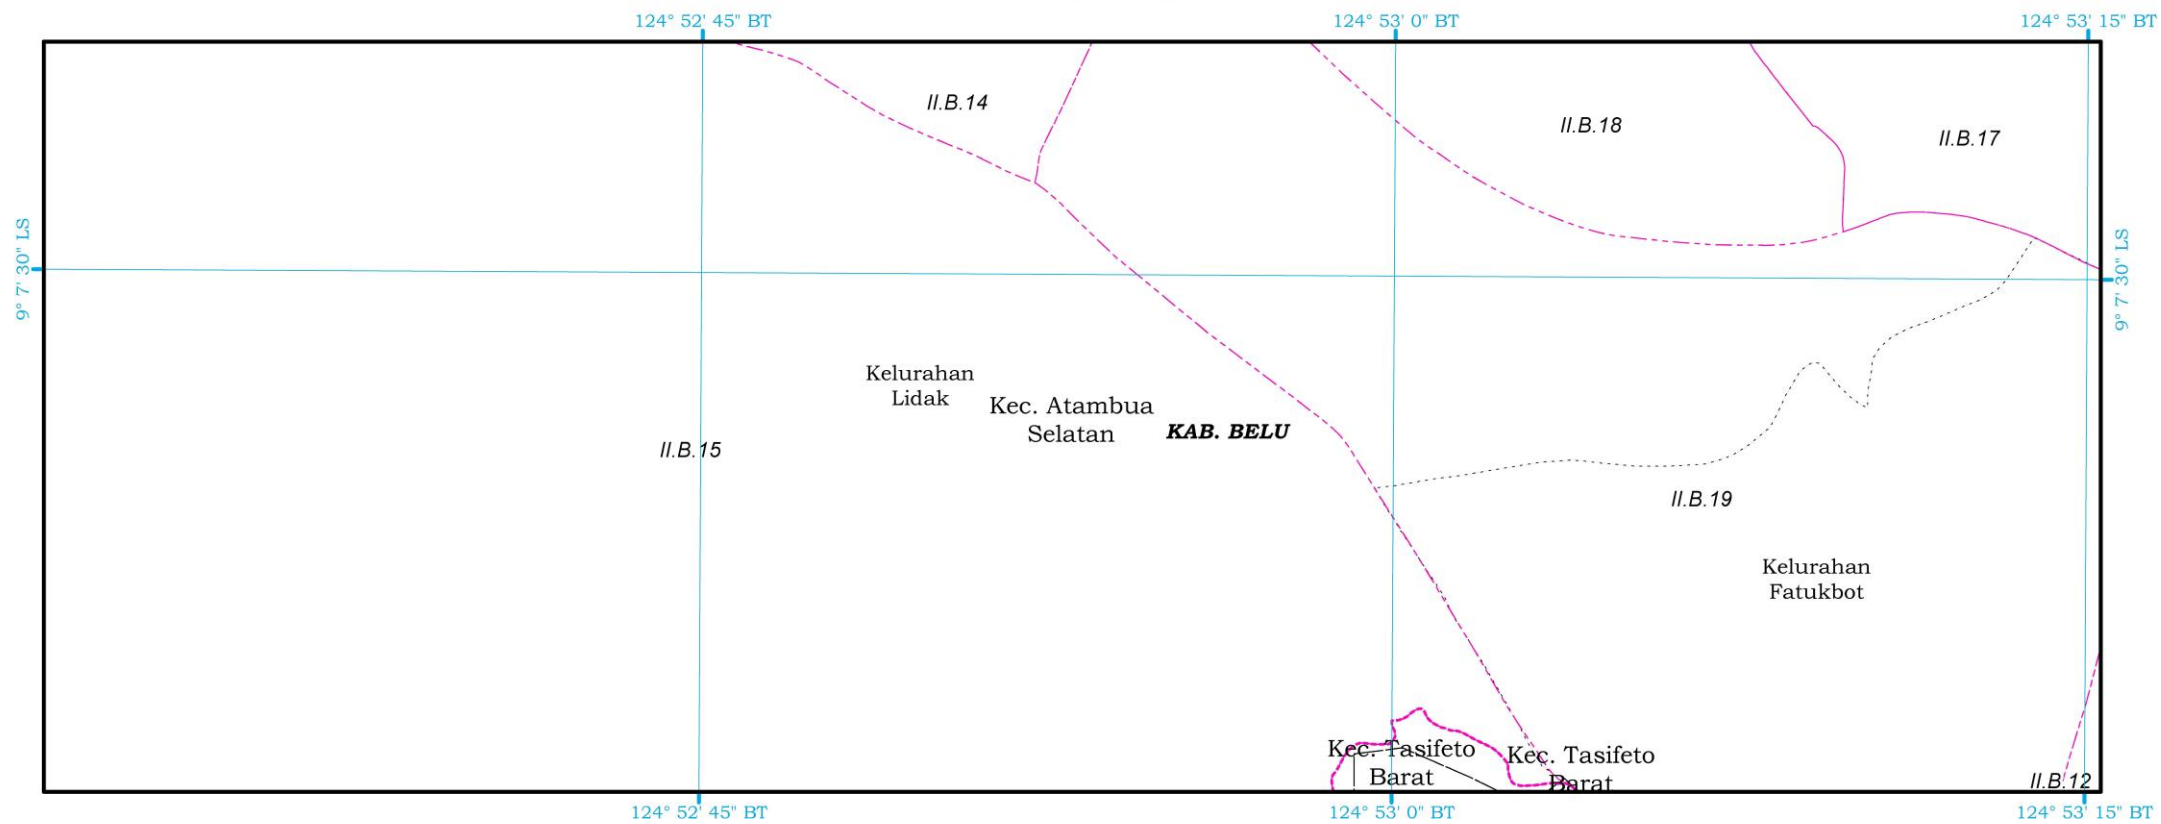 124° 52' 45" BT
124° 53' 0" BT
124° 53' 15" BT
II.B.14
II.B.18
II.B.17
9° 7' 30" LS
9° 7' 30" LS
Kelurahan
Lidak
Kec. Atambua
Selatan
KAB. BELU
II.B.15
II.B.19
Kelurahan
Fatukbot
Kec. Tasifeto
Barat
Kec. Tasifeto
Barat
II.B.12
124° 52' 45" BT
124° 53' 0" BT
124° 53' 15" BT